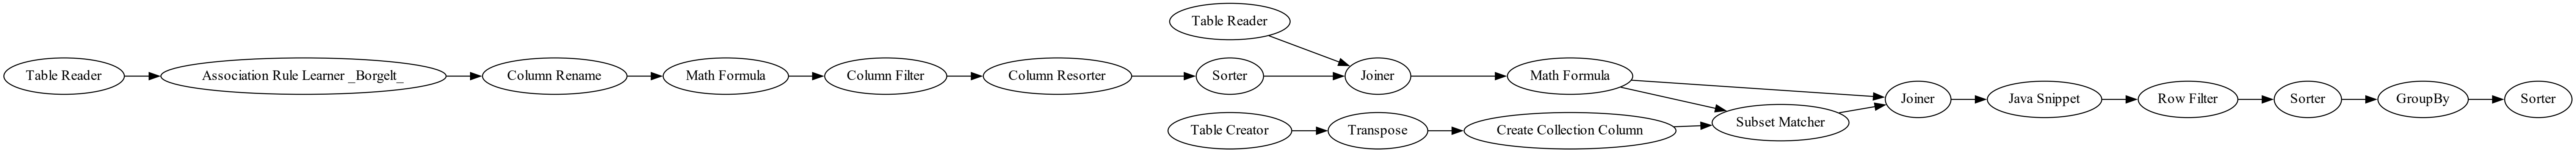 Table Reader
Table Reader
Association Rule Learner _Borgelt_
Column Rename
Math Formula
Column Filter
Column Resorter
Sorter
Joiner
Math Formula
Table Creator
Transpose
Create Collection Column
Subset Matcher
Joiner
Java Snippet
Row Filter
Sorter
GroupBy
Sorter